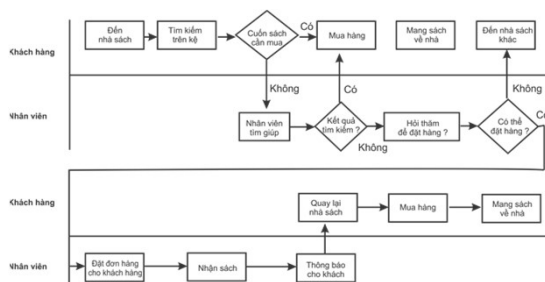 Đến
nhà sách
Tìm kiếm
trên kệ
Cuốn sách
cần mua
Có
Mua hàng
Mang sách
về nhà
Đến nhà sách
khác
Khách hàng
Không
Có
Không
Nhân viên
Nhân viên
tìm giúp
Kết quả
tìm kiếm ?
Không
Hỏi thăm
để đặt hàng ?
Có thể
đặt hàng ?
Có
Khách hàng
Quay lại
nhà sách
Mua hàng
Mang sách
về nhà
Nhân viên
Đặt đơn hàng
cho khách hàng
Nhận sách
Thông báo
cho khách